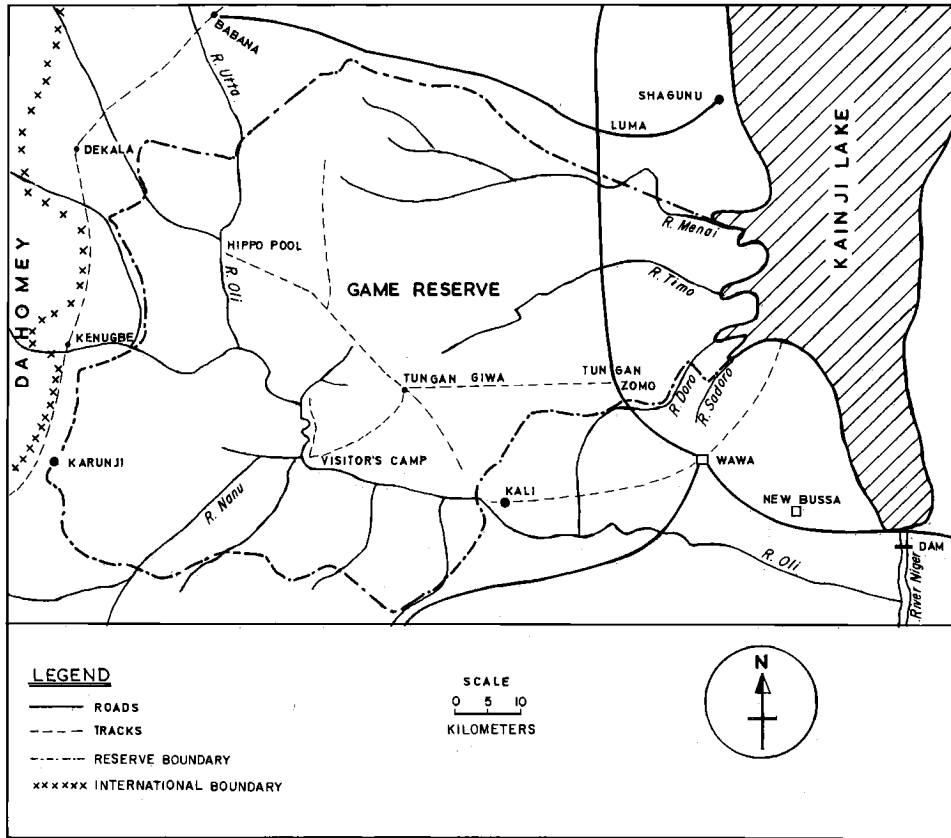 BABANA
R. Utta
SHAGUNU
LUMA
DEKALA
KAINJI LAKE
R. Menai
HIPPO POOL
R. Oli
GAME RESERVE
R. Timo
DAHOMEY
KENUGBE
TUNGAN GIWA
TUNGAN
ZOMO
R. Doro
R. Sadoro
KARUNJI
VISITOR'S CAMP
WAWA
R. Nanu
KALI
NEW BUSSA
R. Oli
DAM
River Niger
LEGEND
ROADS
TRACKS
RESERVE BOUNDARY
INTERNATIONAL BOUNDARY
SCALE
0 5 10
KILOMETERS
N